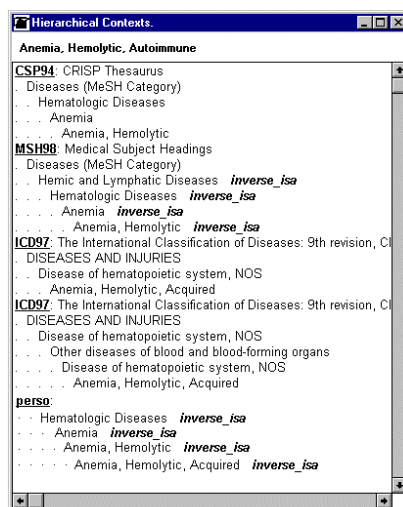 Hierarchical Contexts.
Anemia, Hemolytic, Autoimmune
CSP94: CRISP Thesaurus
. Diseases (MeSH Category)
. . Hematologic Diseases
. . . Anemia
. . . . Anemia, Hemolytic
MSH98: Medical Subject Headings
. Diseases (MeSH Category)
. . Hemic and Lymphatic Diseases inverse_isa
. . . Hematologic Diseases inverse_isa
. . . . Anemia inverse_isa
. . . . . Anemia, Hemolytic inverse_isa
ICD97: The International Classification of Diseases: 9th revision, Cl
. DISEASES AND INJURIES
. . Disease of hematopoietic system, NOS
. . . Anemia, Hemolytic, Acquired
ICD97: The International Classification of Diseases: 9th revision, Cl
. DISEASES AND INJURIES
. . Disease of hematopoietic system, NOS
. . . Other diseases of blood and blood-forming organs
. . . . Disease of hematopoietic system, NOS
. . . . . Anemia, Hemolytic, Acquired
perso:
· · Hematologic Diseases inverse_isa
· · · Anemia inverse_isa
· · · · Anemia, Hemolytic inverse_isa
· · · · · Anemia, Hemolytic, Acquired inverse_isa